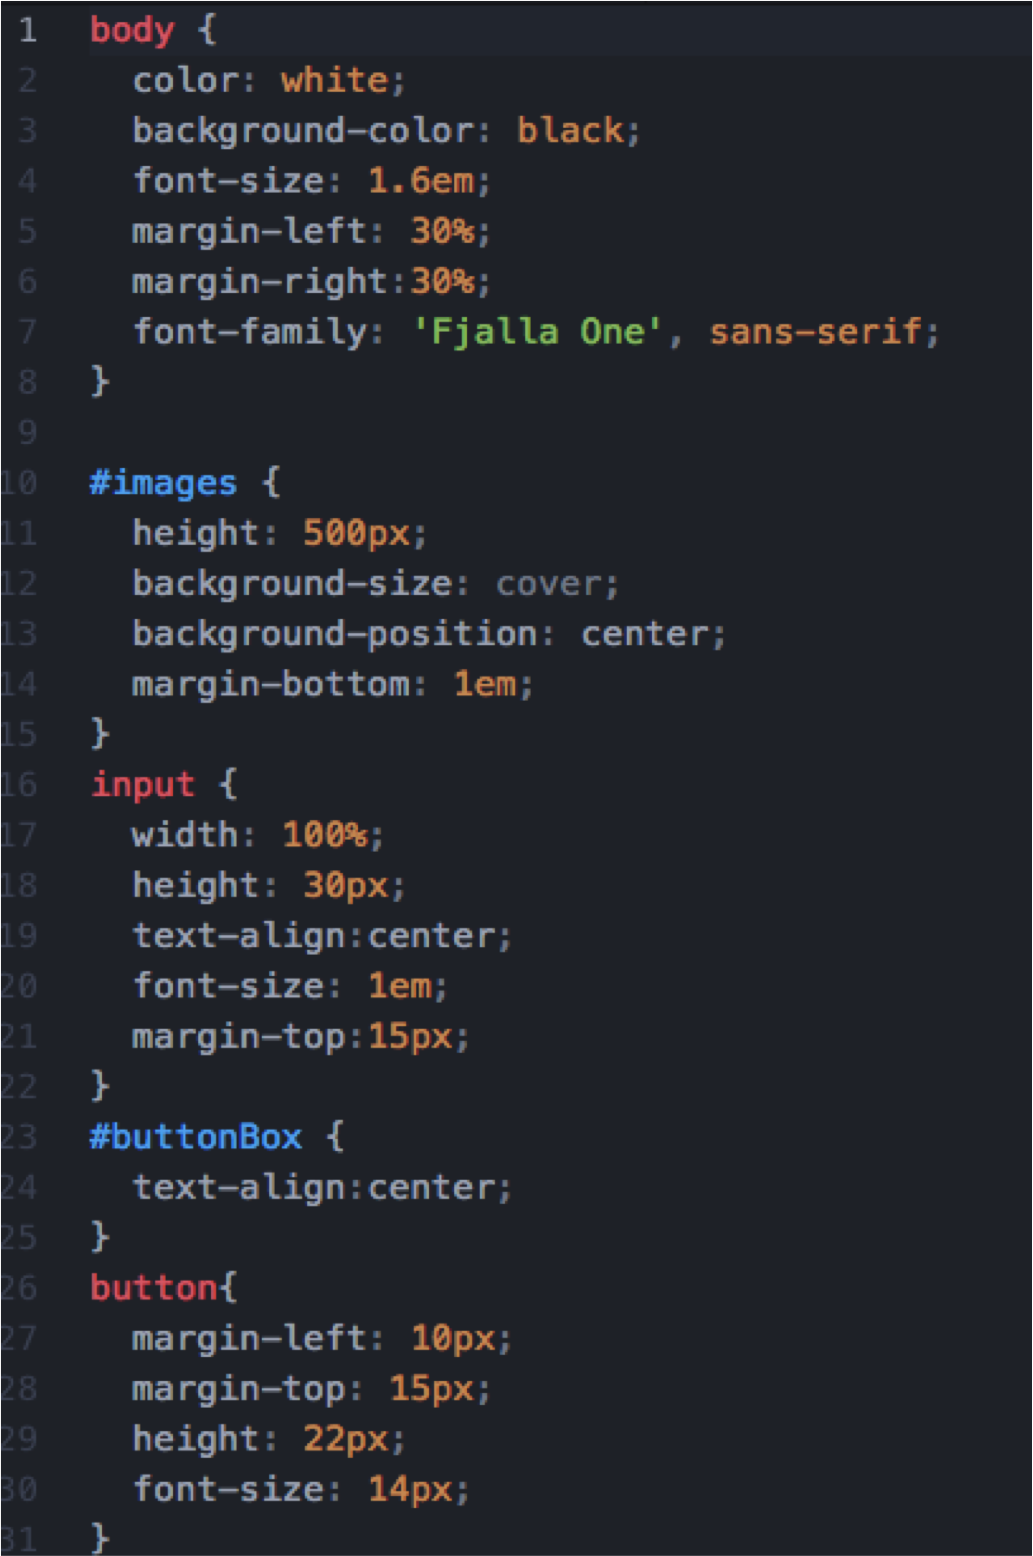 1 body {
2   color: white;
3   background-color: black;
4   font-size: 1.6em;
5   margin-left: 30%;
6   margin-right:30%;
7   font-family: 'Fjalla One', sans-serif;
8 }
9
10 #images {
11   height: 500px;
12   background-size: cover;
13   background-position: center;
14   margin-bottom: 1em;
15 }
16 input {
17   width: 100%;
18   height: 30px;
19   text-align:center;
20   font-size: 1em;
21   margin-top:15px;
22 }
23 #buttonBox {
24   text-align:center;
25 }
26 button{
27   margin-left: 10px;
28   margin-top: 15px;
29   height: 22px;
30   font-size: 14px;
31 }